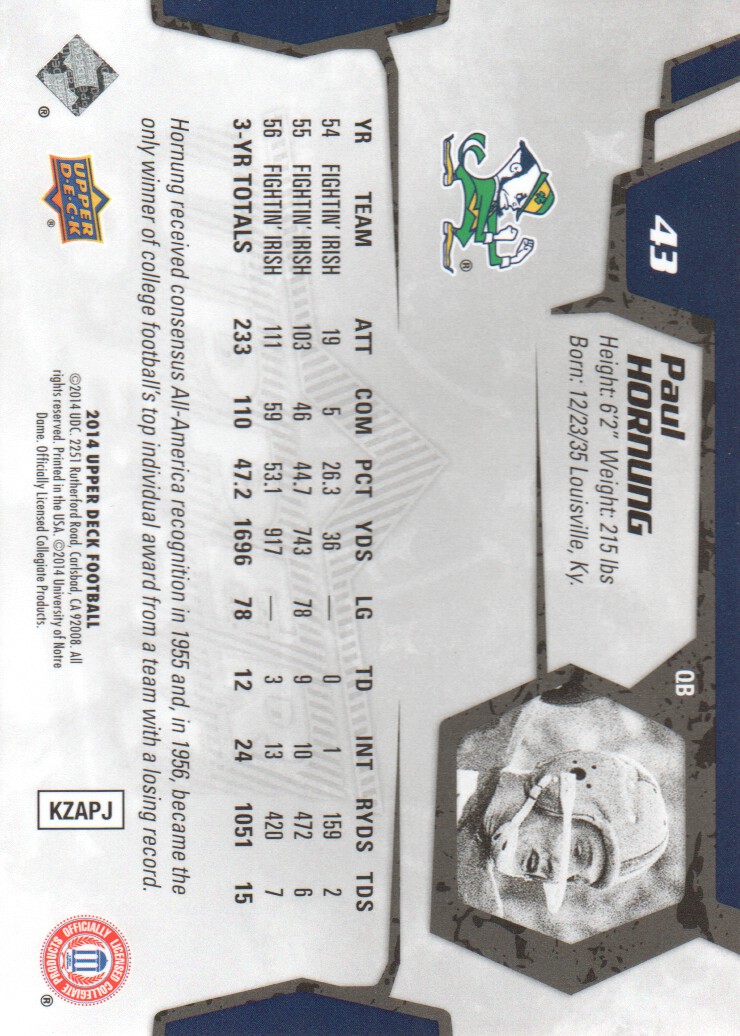 43
Paul
HORNUNG
QB
Height: 6'2" Weight: 215 lbs
Born: 12/23/35 Louisville, Ky.
®
YR TEAM ATT COM PCT YDS LG TD INT RYDS TDS
54 FIGHTIN' IRISH 19 5 26.3 36 — 0 1 159 2
55 FIGHTIN' IRISH 103 46 44.7 743 78 9 10 472 6
56 FIGHTIN' IRISH 111 59 53.1 917 — 3 13 420 7
3-YR TOTALS 233 110 47.2 1696 78 12 24 1051 15
Hornung received consensus All-America recognition in 1955 and, in 1956, became the
only winner of college football's top individual award from a team with a losing record.
®
UPPER
D·E·C·K
®
2014 UPPER DECK FOOTBALL
©2014 UDC. 2251 Rutherford Road, Carlsbad, CA 92008. All
rights reserved. Printed in the USA. ©2014 University of Notre
Dame. Officially Licensed Collegiate Products.
KZAPJ
OFFICIALLY LICENSED
COLLEGIATE PRODUCTS
®